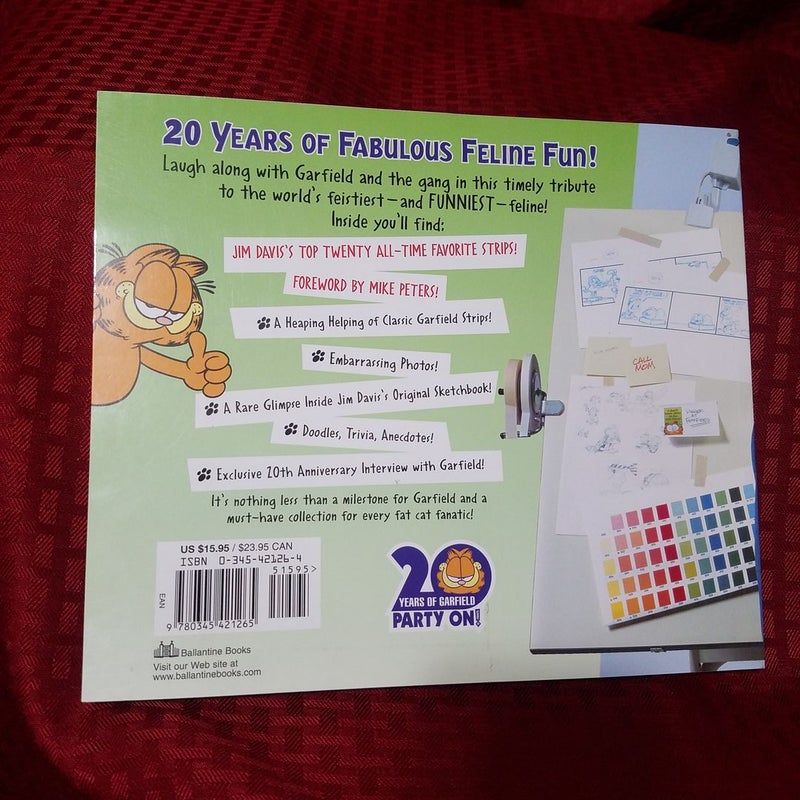 20 YEARS OF FABULOUS FELINE FUN!
Laugh along with Garfield and the gang in this timely tribute
to the world's feistiest—and FUNNIEST—feline!
Inside you'll find:
JIM DAVIS'S TOP TWENTY ALL-TIME FAVORITE STRIPS!
FOREWORD BY MIKE PETERS!
A Heaping Helping of Classic Garfield Strips!
Embarrassing Photos!
A Rare Glimpse Inside Jim Davis's Original Sketchbook!
Doodles, Trivia, Anecdotes!
Exclusive 20th Anniversary Interview with Garfield!
It's nothing less than a milestone for Garfield and a
must-have collection for every fat cat fanatic!
CALL
MOM
US $15.95 / $23.95 CAN
ISBN 0-345-42126-4
51595>
EAN
9 780345 421265
20
YEARS OF GARFIELD
PARTY ON!
Ballantine Books
Visit our Web site at
www.ballantinebooks.com